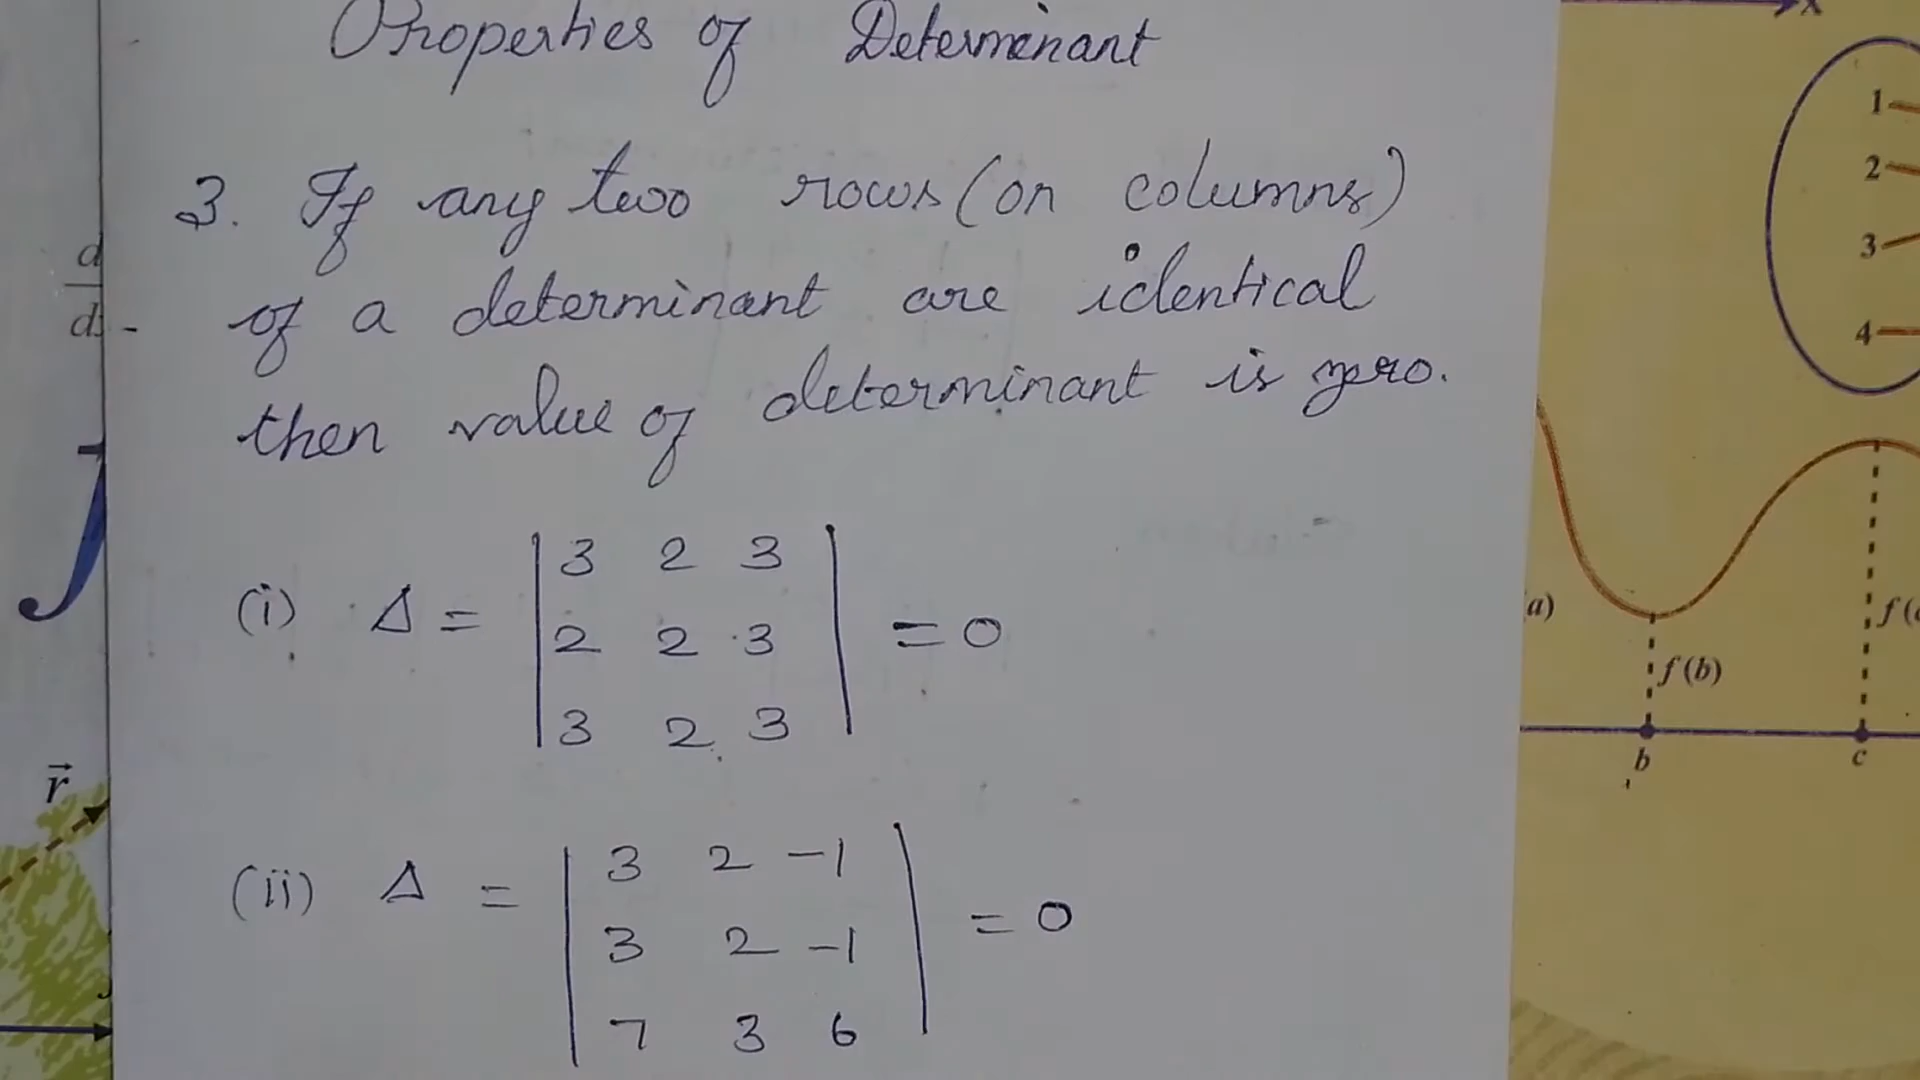 Properties of Determinant
3. If any two rows (or columns)
of a determinant are identical
then value of determinant is zero.
(i) Δ = | 3 2 3 |
| 2 2 3 | = 0
| 3 2 3 |
(ii) Δ = | 3 2 -1 |
| 3 2 -1 | = 0
| 7 3 6 |
d
r
x
1
2
3
4
a)
f(b)
b
c